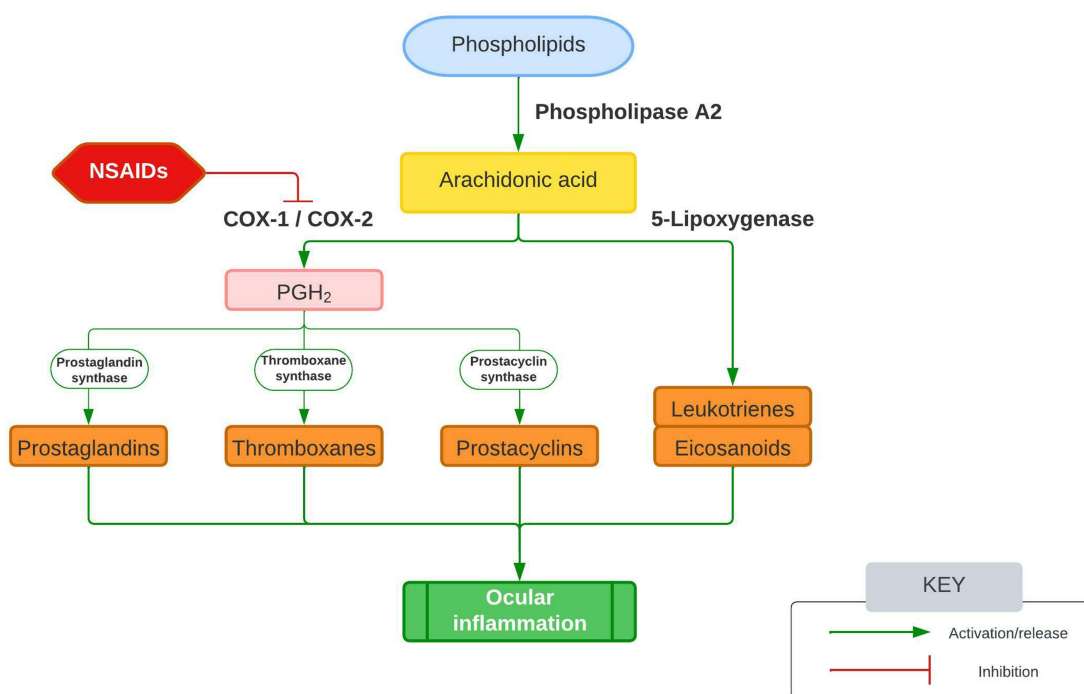 Phospholipids
Phospholipase A2
NSAIDs
Arachidonic acid
COX-1 / COX-2
5-Lipoxygenase
PGH₂
Prostaglandin
synthase
Thromboxane
synthase
Prostacyclin
synthase
Leukotrienes
Prostaglandins
Thromboxanes
Prostacyclins
Eicosanoids
Ocular
inflammation
KEY
Activation/release
Inhibition